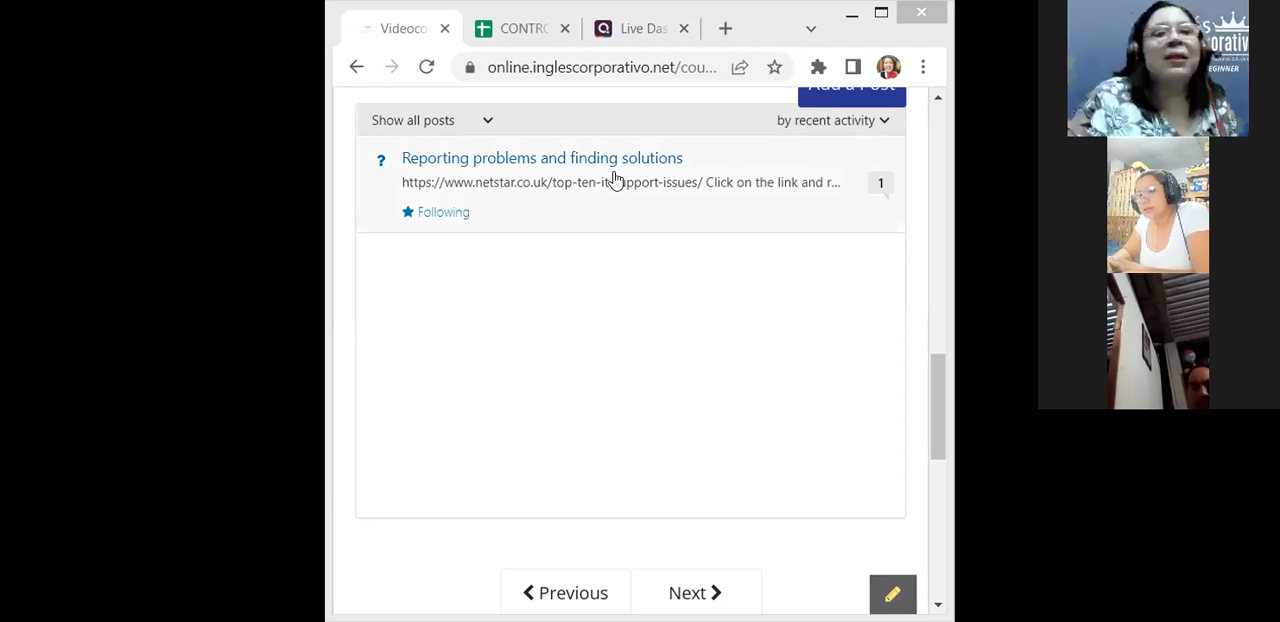 Videoco
CONTRO
Live Das
online.inglescorporativo.net/cou...
Add a Post
Show all posts
by recent activity
? Reporting problems and finding solutions
https://www.netstar.co.uk/top-ten-it-support-issues/ Click on the link and r...
1
Following
Previous
Next
orativ
EGINNER